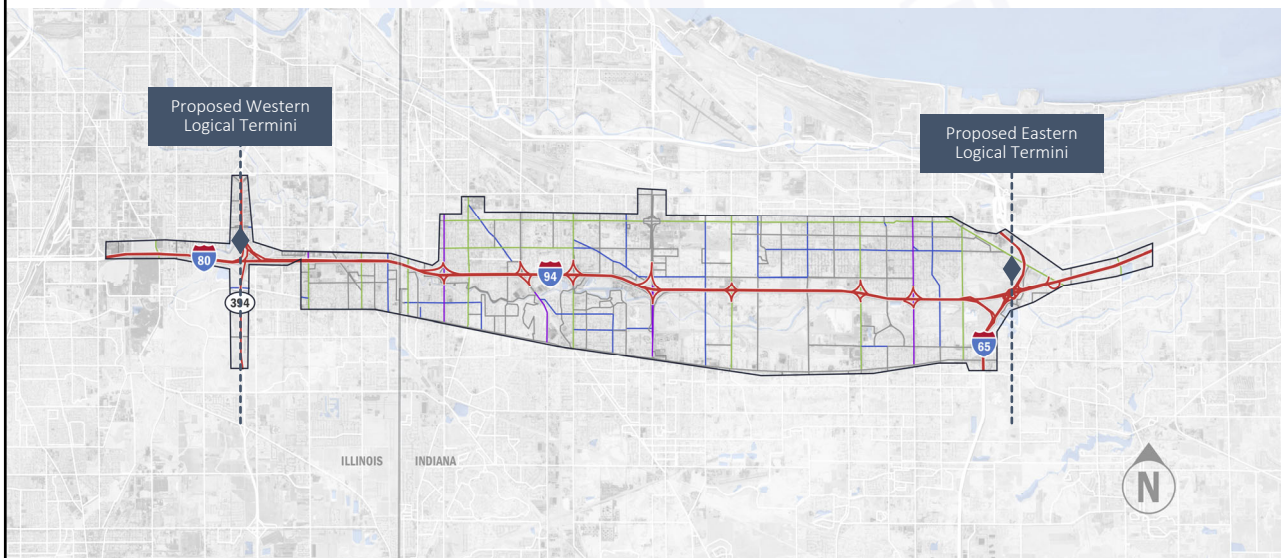 Proposed Western
Logical Termini
Proposed Eastern
Logical Termini
80
94
394
65
ILLINOIS
INDIANA
N